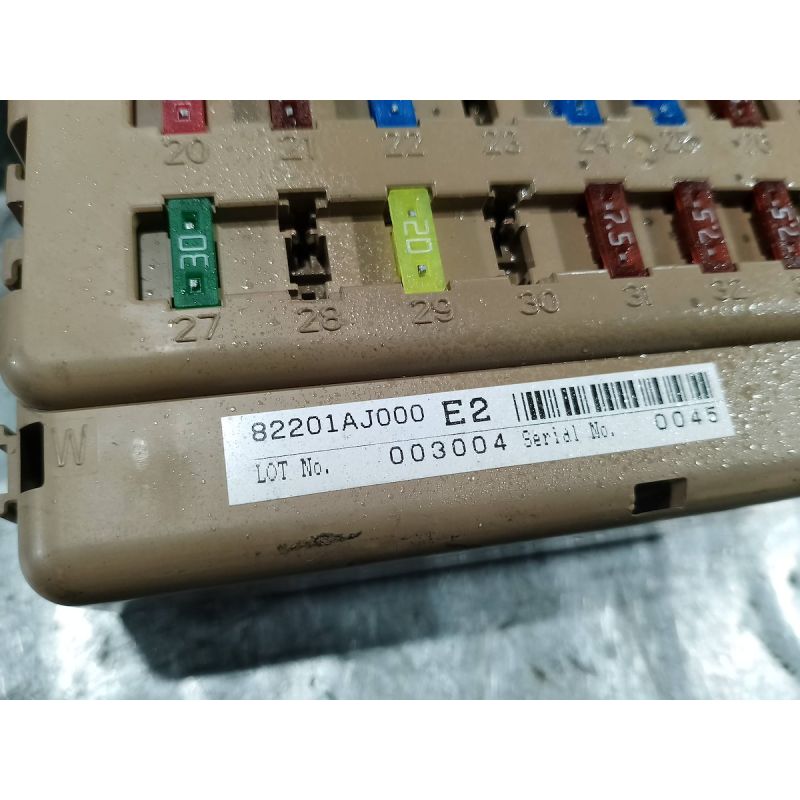 20 21 22 23 24 25 26
30 20 7.5 7.5
27 28 29 30 31 32
82201AJ000 E2
LOT No. 003004 Serial No. 0045
W